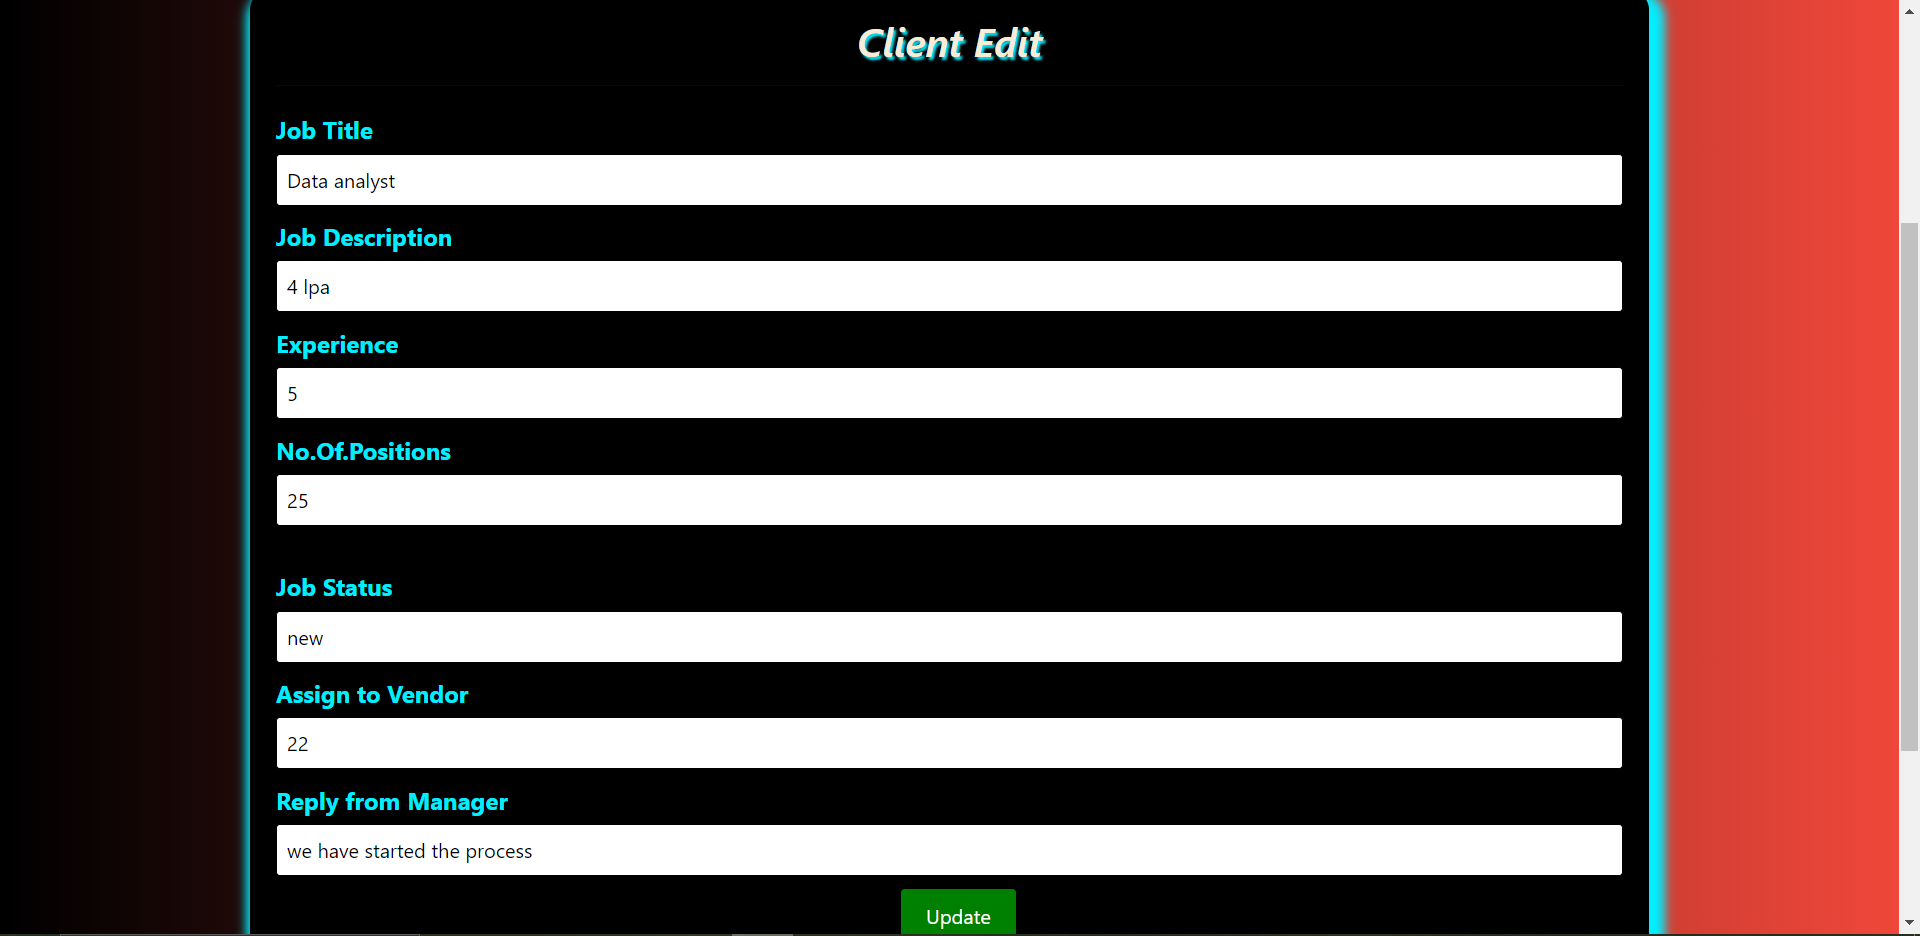 Client Edit
Job Title
Data analyst
Job Description
4 lpa
Experience
5
No.Of.Positions
25
Job Status
new
Assign to Vendor
22
Reply from Manager
we have started the process
Update